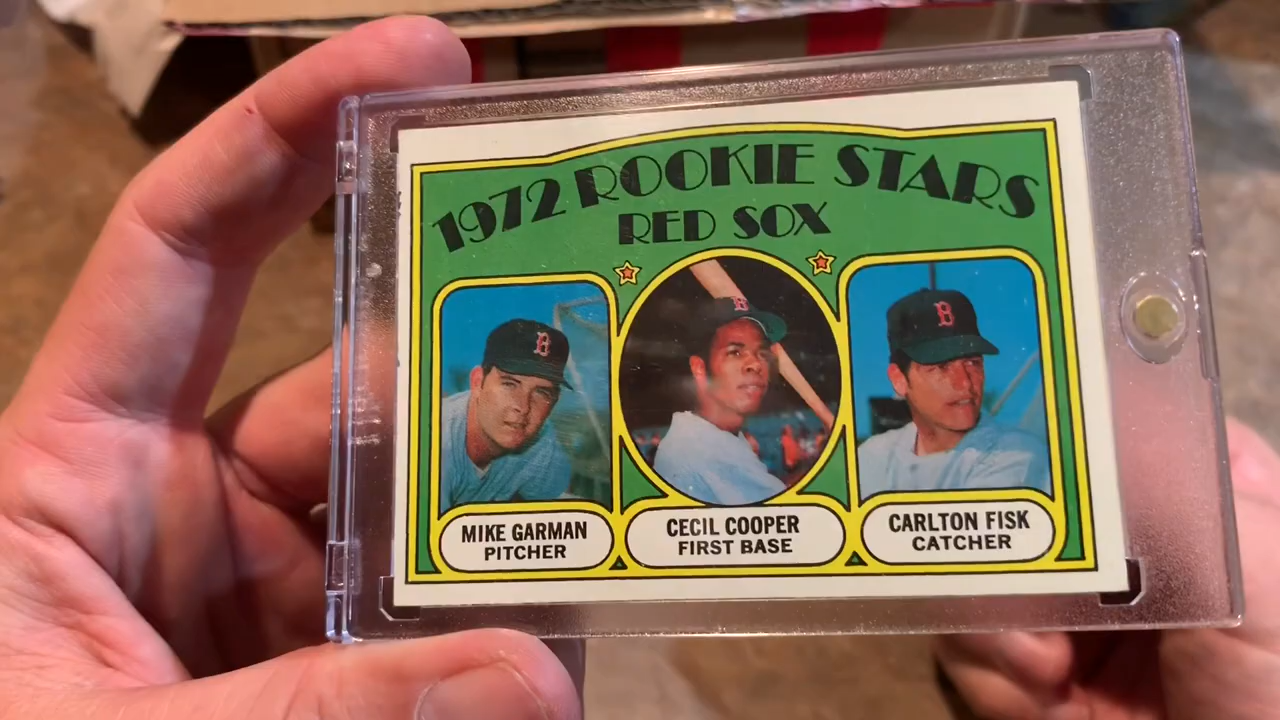 1972 ROOKIE STARS
RED SOX
B
B
B
MIKE GARMAN
PITCHER
CECIL COOPER
FIRST BASE
CARLTON FISK
CATCHER